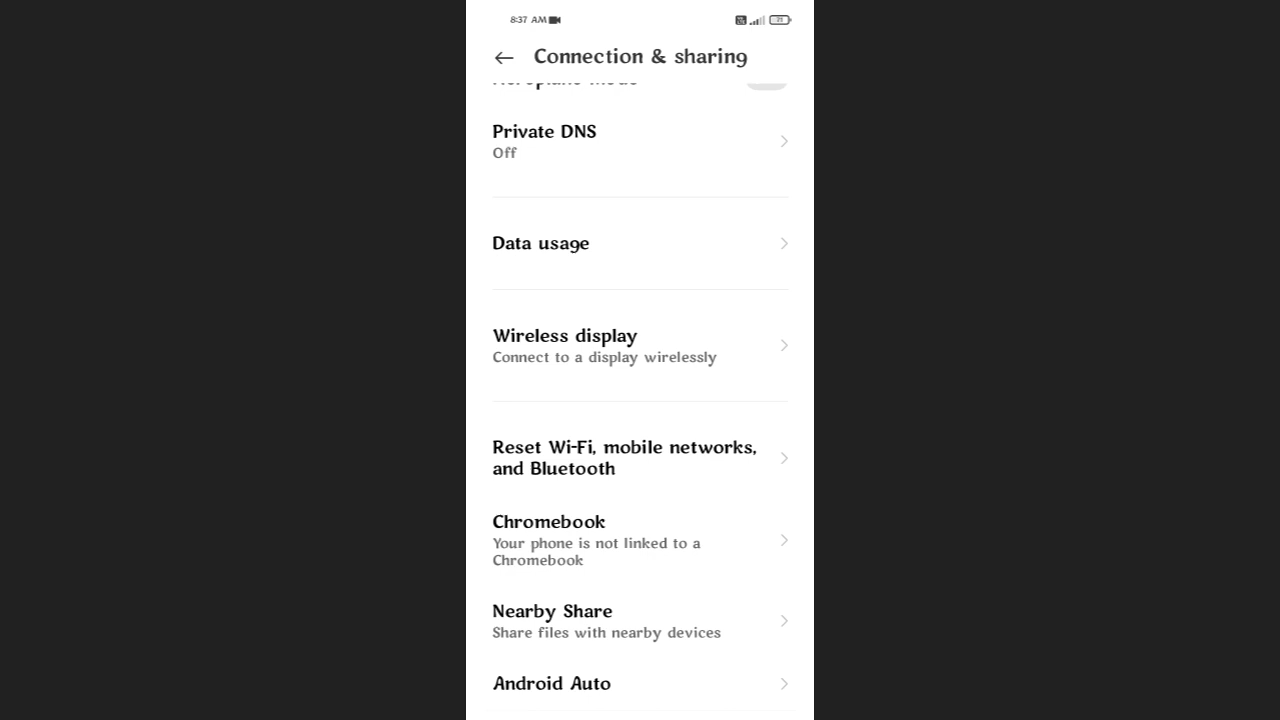 8:37 AM
Connection & sharing
Private DNS
Off
Data usage
Wireless display
Connect to a display wirelessly
Reset Wi-Fi, mobile networks,
and Bluetooth
Chromebook
Your phone is not linked to a
Chromebook
Nearby Share
Share files with nearby devices
Android Auto